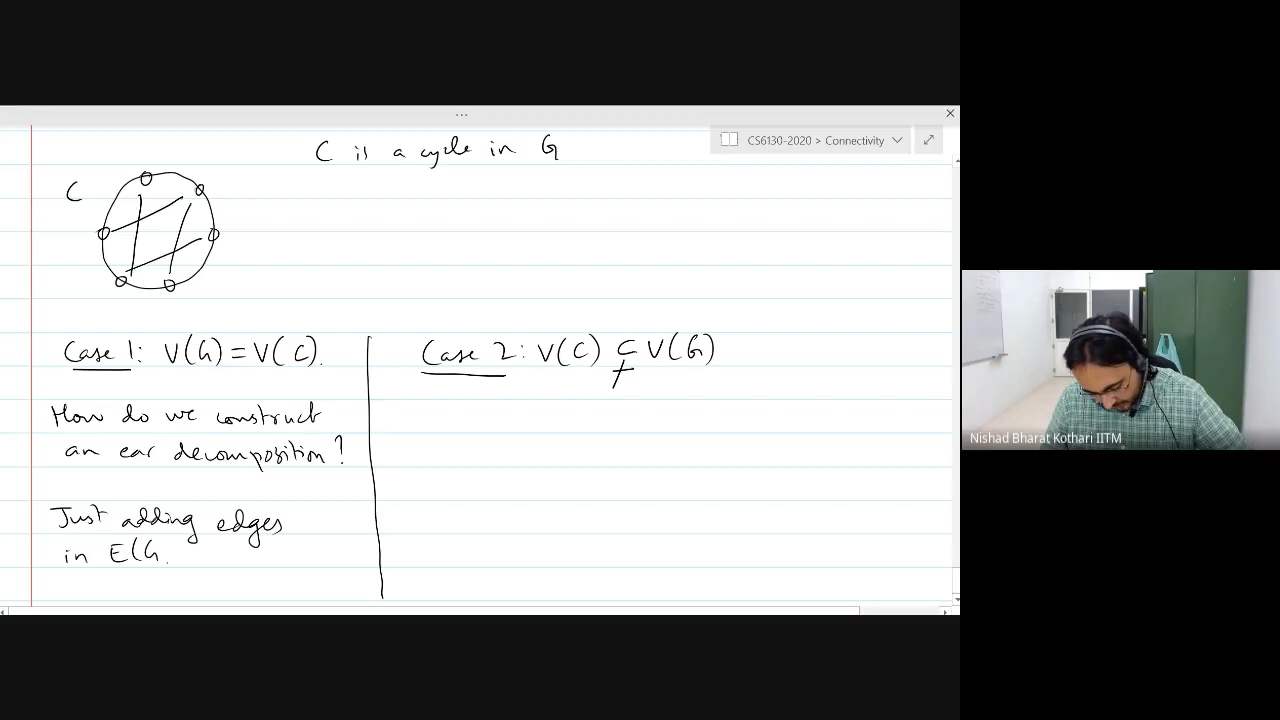 C is a cycle in G
CS6130-2020 > Connectivity
C
Case 1: V(G) = V(C).
Case 2: V(C) ⊊ V(G)
How do we construct
an ear decomposition?
Just adding edges
in E(G
Nishad Bharat Kothari IITM